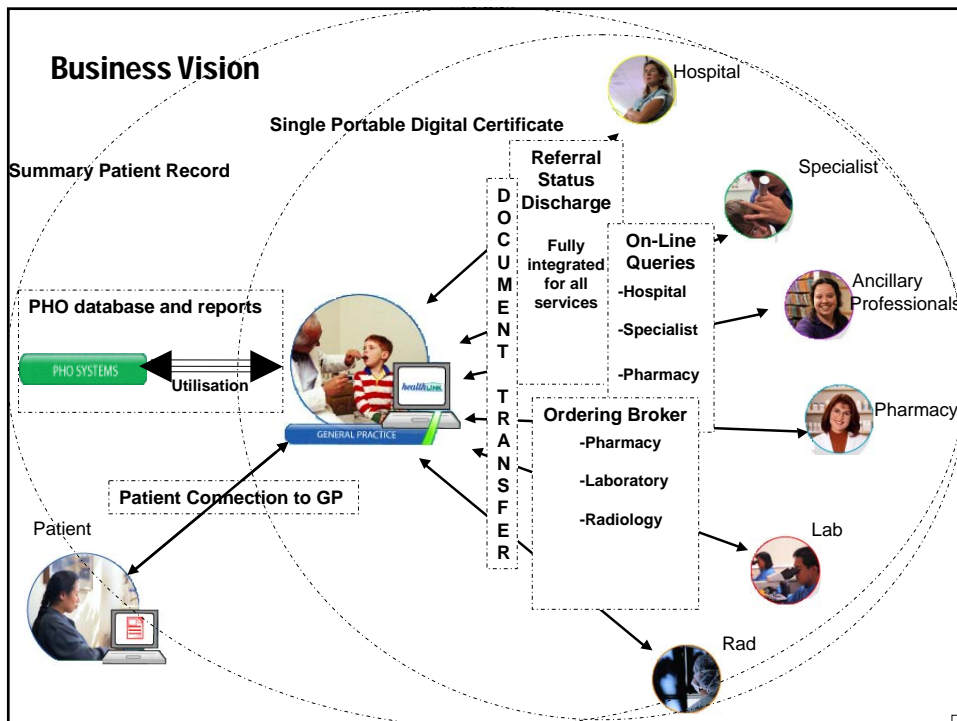 Business Vision
Hospital
Single Portable Digital Certificate
Summary Patient Record
Referral
Status
Discharge
Fully
integrated
for all
services
Specialist
D
O
C
U
M
E
N
T
T
R
A
N
S
F
E
R
On-Line
Queries
-Hospital
-Specialist
-Pharmacy
Ancillary
Professionals
PHO database and reports
PHO SYSTEMS
Utilisation
healthLINK
GENERAL PRACTICE
Ordering Broker
-Pharmacy
-Laboratory
-Radiology
Pharmacy
Patient Connection to GP
Patient
Lab
Rad